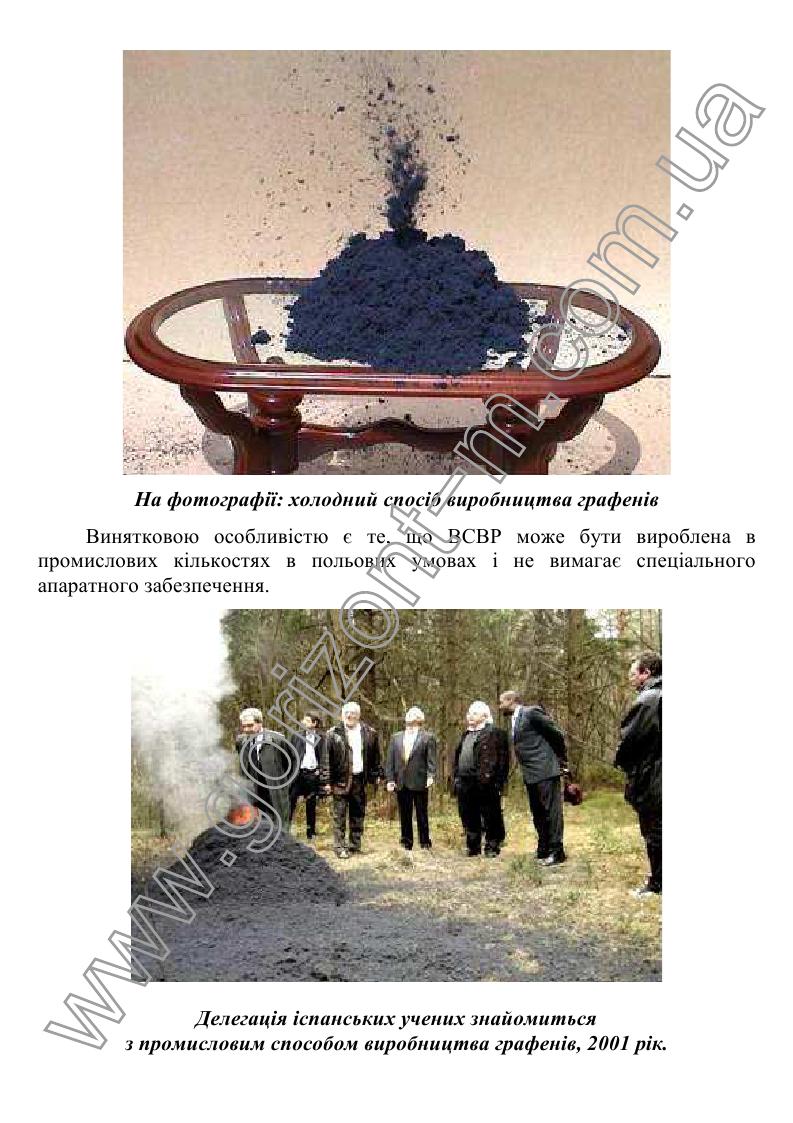 На фотографії: холодний спосіб виробництва графенів
Винятковою особливістю є те, що ВСВР може бути вироблена в
промислових кількостях в польових умовах і не вимагає спеціального
апаратного забезпечення.
www.gorizont-m.com.ua
Делегація іспанських учених знайомиться
з промисловим способом виробництва графенів, 2001 рік.